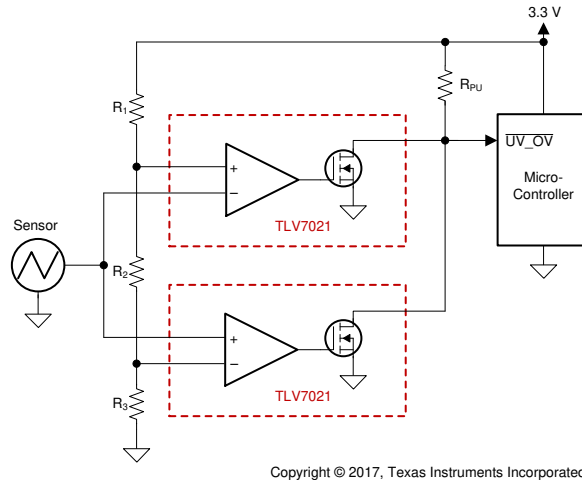 3.3 V
R1
RPU
UV_OV
Micro-
Controller
+
−
TLV7021
Sensor
R2
+
−
TLV7021
R3
Copyright © 2017, Texas Instruments Incorporated